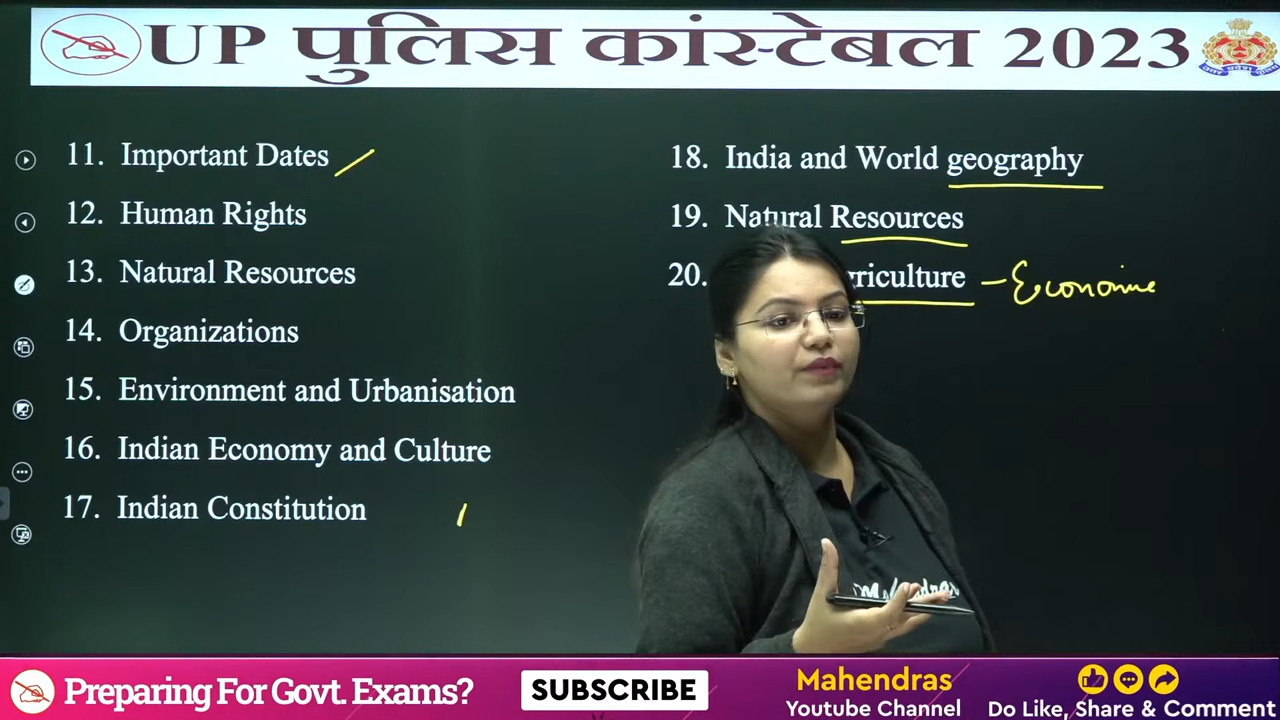 UP पुलिस कांस्टेबल 2023
11. Important Dates
12. Human Rights
13. Natural Resources
14. Organizations
15. Environment and Urbanisation
16. Indian Economy and Culture
17. Indian Constitution
18. India and World geography
19. Natural Resources
20.
Preparing For Govt. Exams?
SUBSCRIBE
Mahendras
Youtube Channel
Do Like, Share & Comment